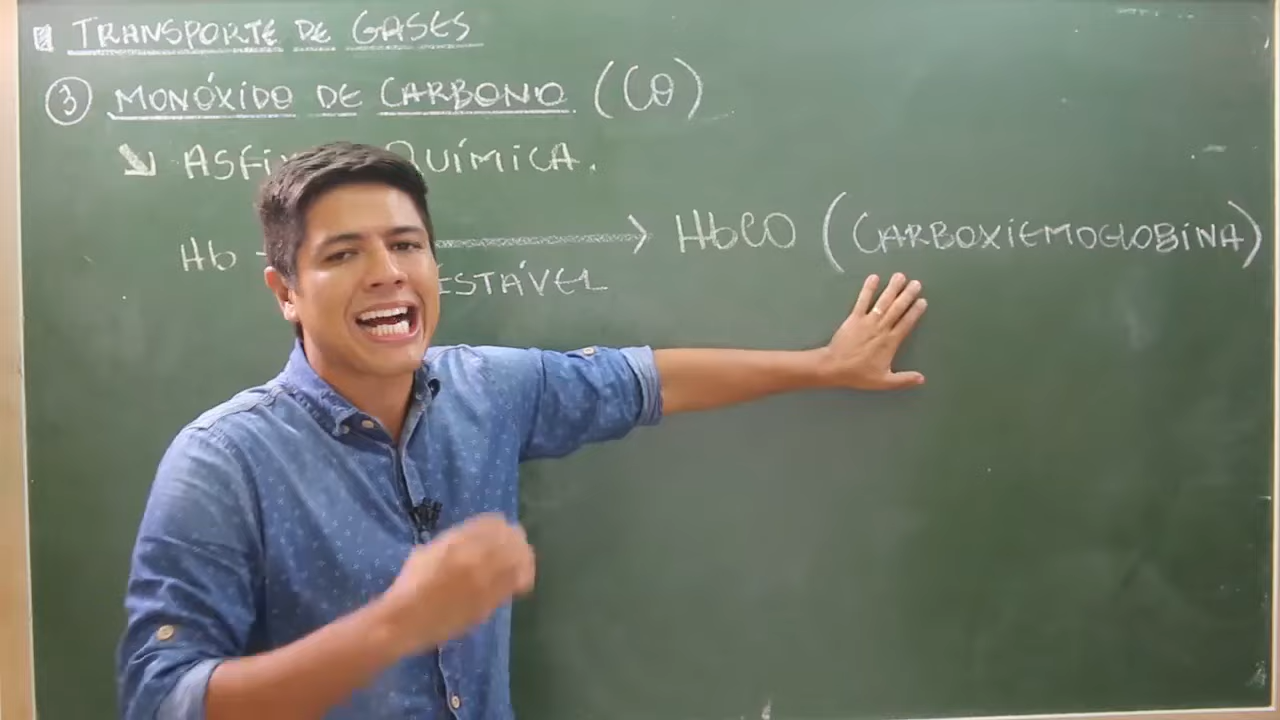 TRANSPORTE DE GASES
3 MONÓXIDO DE CARBONO (CO)
↘ QUÍMICA.
Hb → HbCO (CARBOXIEMOGLOBINA)
ESTÁVEL